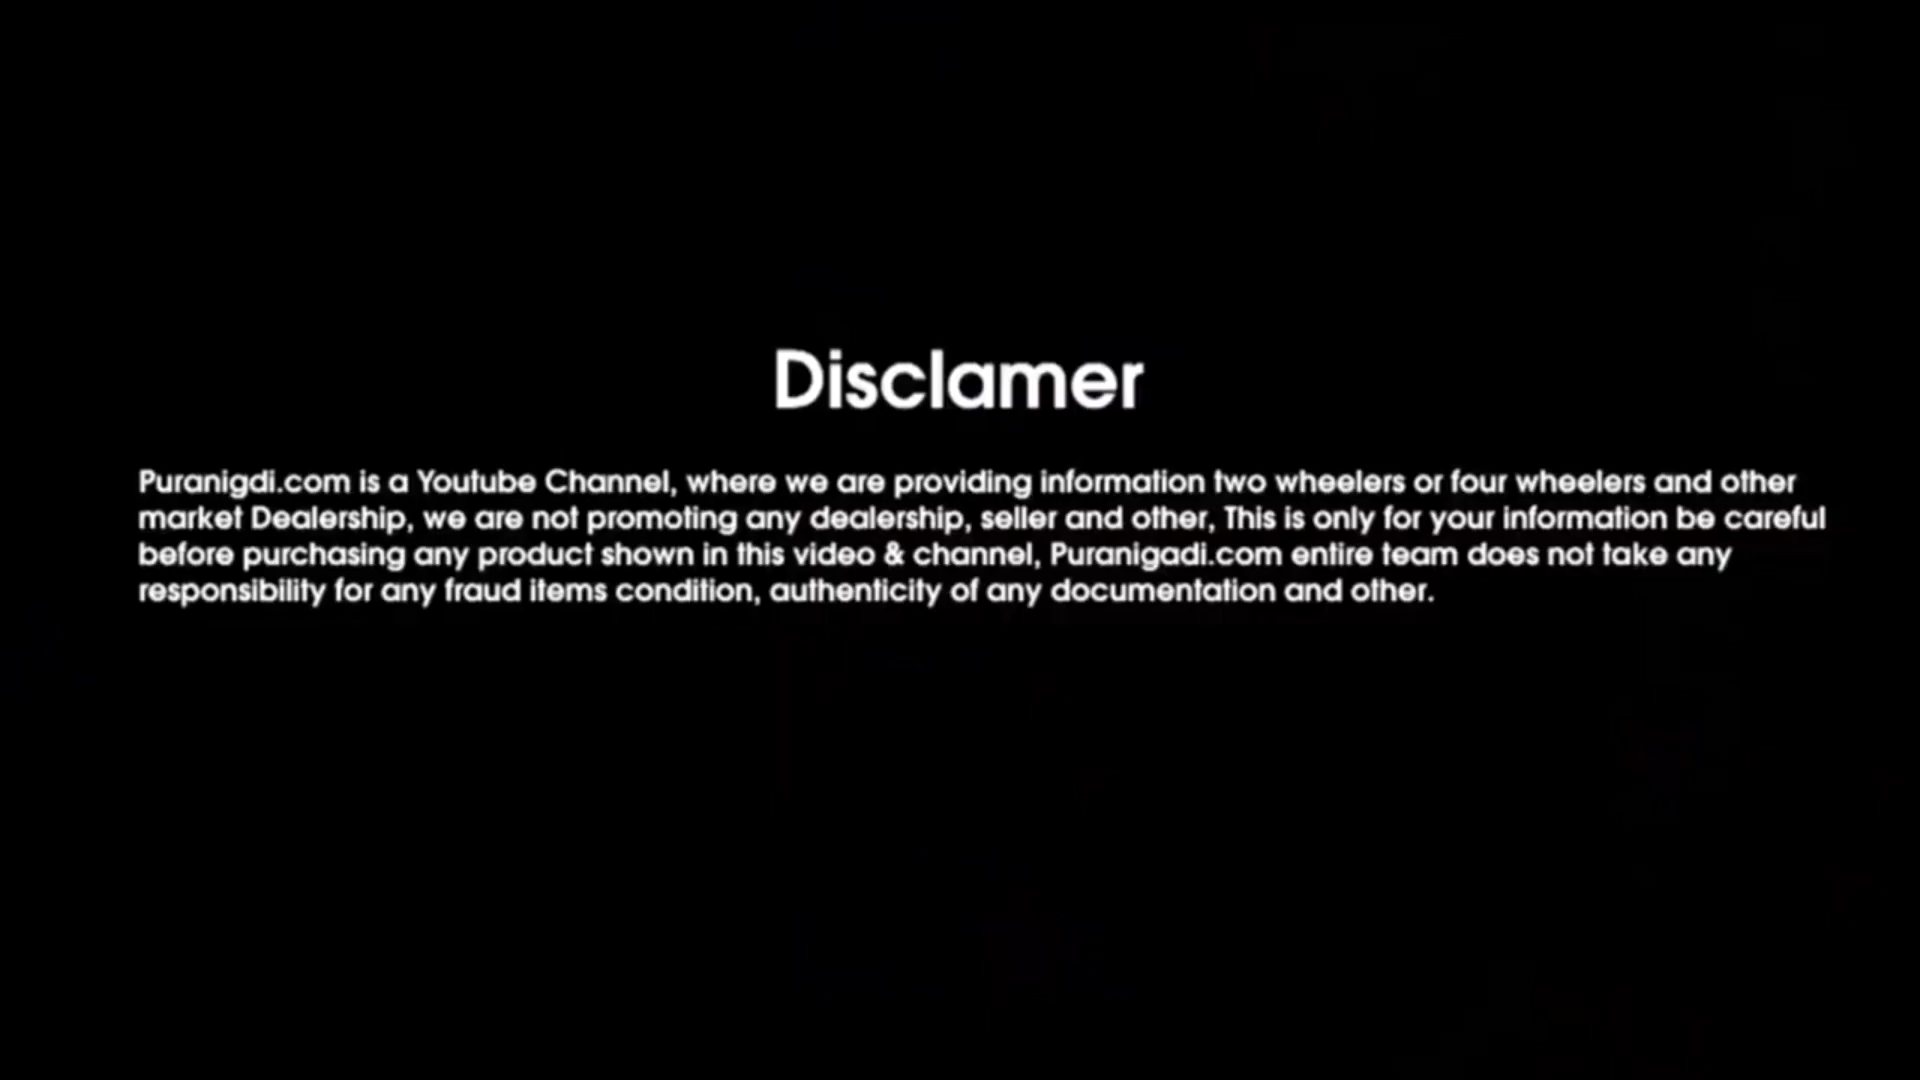 Disclamer
Puranigdi.com is a Youtube Channel, where we are providing information two wheelers or four wheelers and other
market Dealership, we are not promoting any dealership, seller and other, This is only for your information be careful
before purchasing any product shown in this video & channel, Puranigadi.com entire team does not take any
responsibility for any fraud items condition, authenticity of any documentation and other.